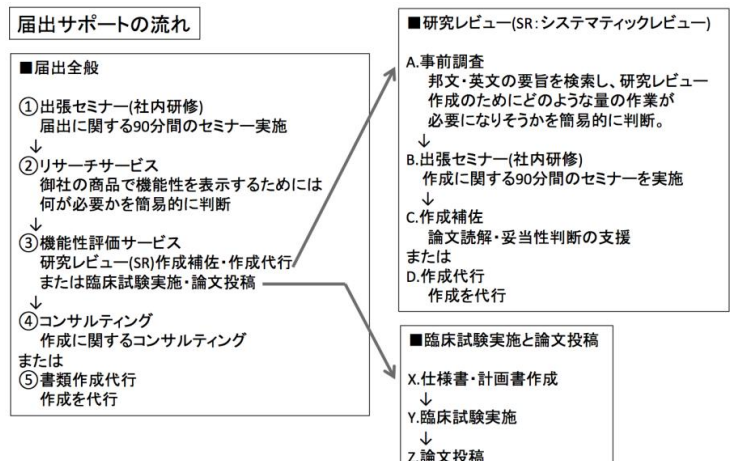 届出サポートの流れ
■届出全般
①出張セミナー(社内研修)
届出に関する90分間のセミナー実施
↓
②リサーチサービス
御社の商品で機能性を表示するためには
何が必要かを簡易的に判断
↓
③機能性評価サービス
研究レビュー(SR)作成補佐・作成代行
または臨床試験実施・論文投稿
↓
④コンサルティング
作成に関するコンサルティング
または
⑤書類作成代行
作成を代行
■研究レビュー(SR:システマティックレビュー)
A.事前調査
邦文・英文の要旨を検索し、研究レビュー
作成のためにどのような量の作業が
必要になりそうかを簡易的に判断。
↓
B.出張セミナー(社内研修)
作成に関する90分間のセミナーを実施
↓
C.作成補佐
論文読解・妥当性判断の支援
または
D.作成代行
作成を代行
■臨床試験実施と論文投稿
X.仕様書・計画書作成
↓
Y.臨床試験実施
↓
Z.論文投稿